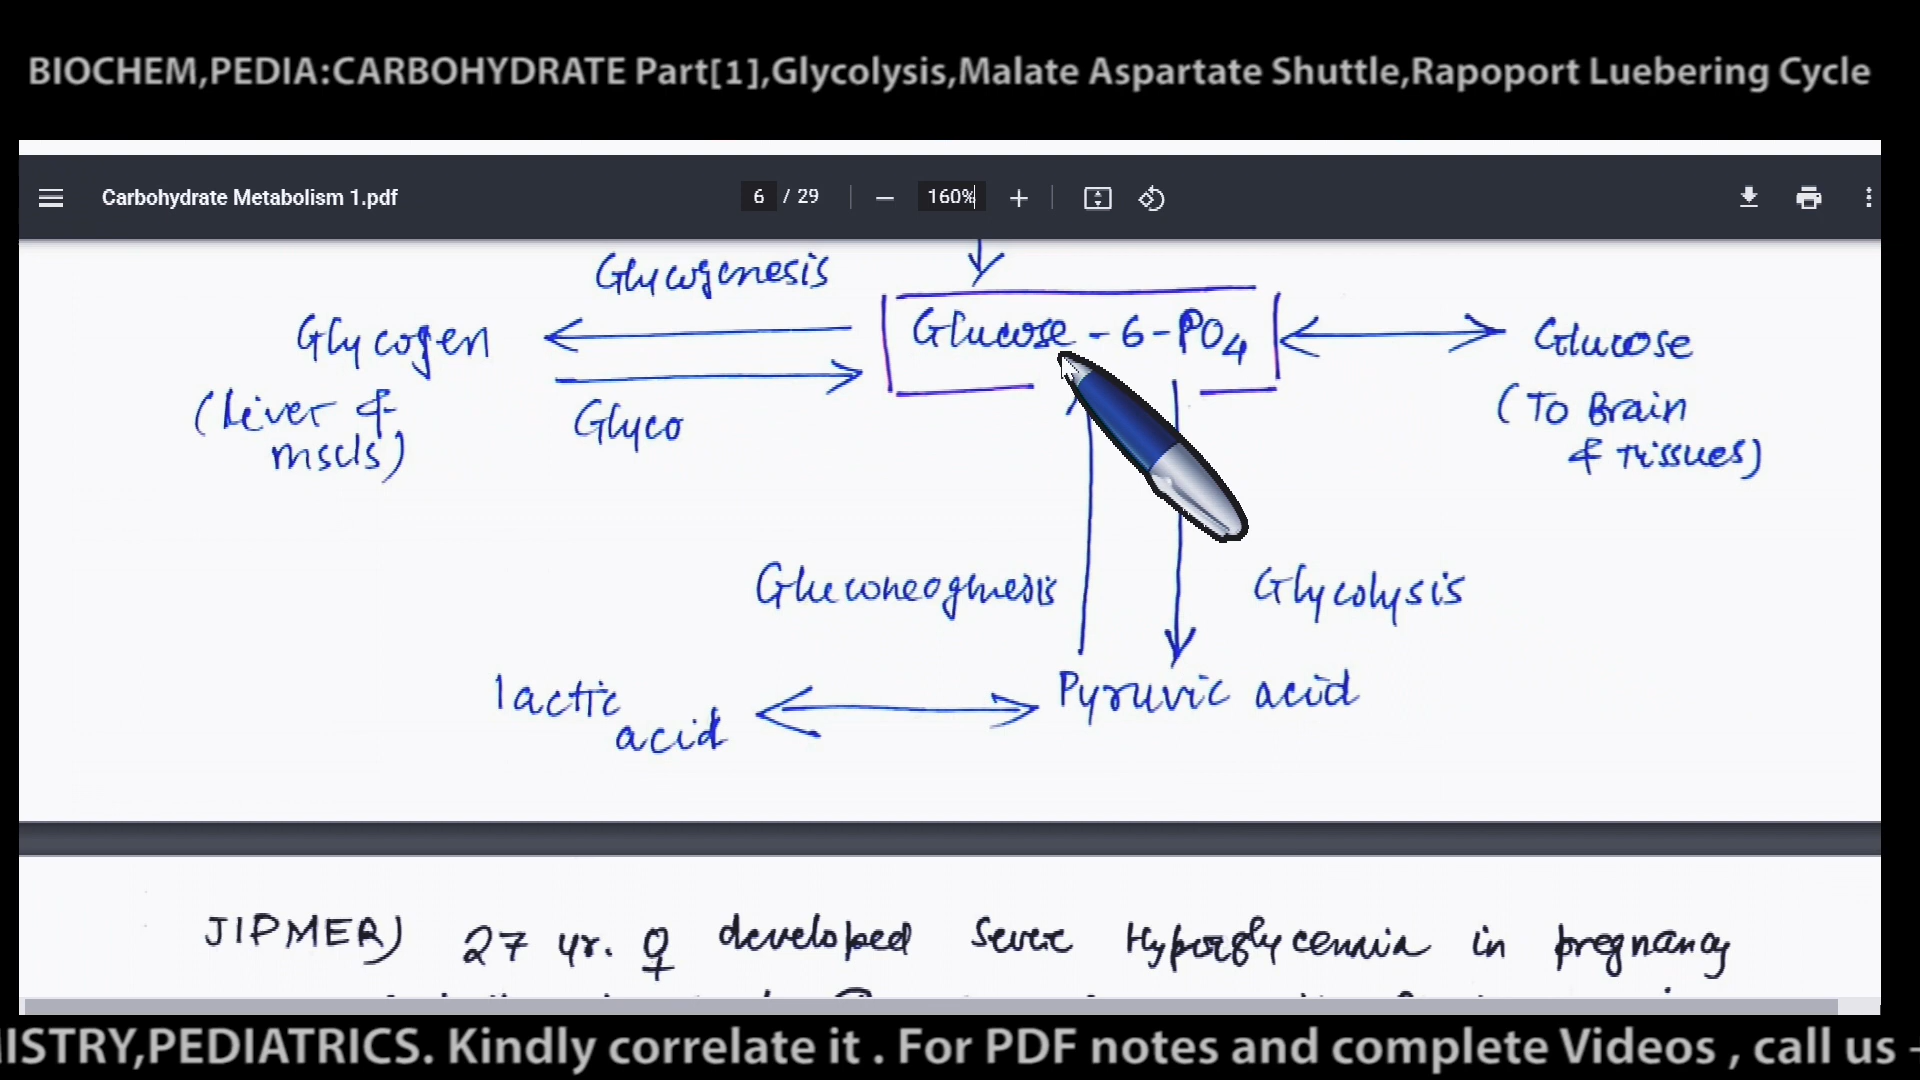 BIOCHEM,PEDIA:CARBOHYDRATE Part[1],Glycolysis,Malate Aspartate Shuttle,Rapoport Luebering Cycle
Carbohydrate Metabolism 1.pdf
6 / 29
160%
Glycogenesis
Glycogen
Glucose-6-PO4
Glucose
(Liver &
mscls)
Glyco
(To Brain
& Tissues)
Gluconeogenesis
Glycolysis
lactic
acid
Pyruvic acid
JIPMER) 27 yr. ♀ developed severe Hyperglycemia in pregnancy
ISTRY,PEDIATRICS. Kindly correlate it . For PDF notes and complete Videos , call us -